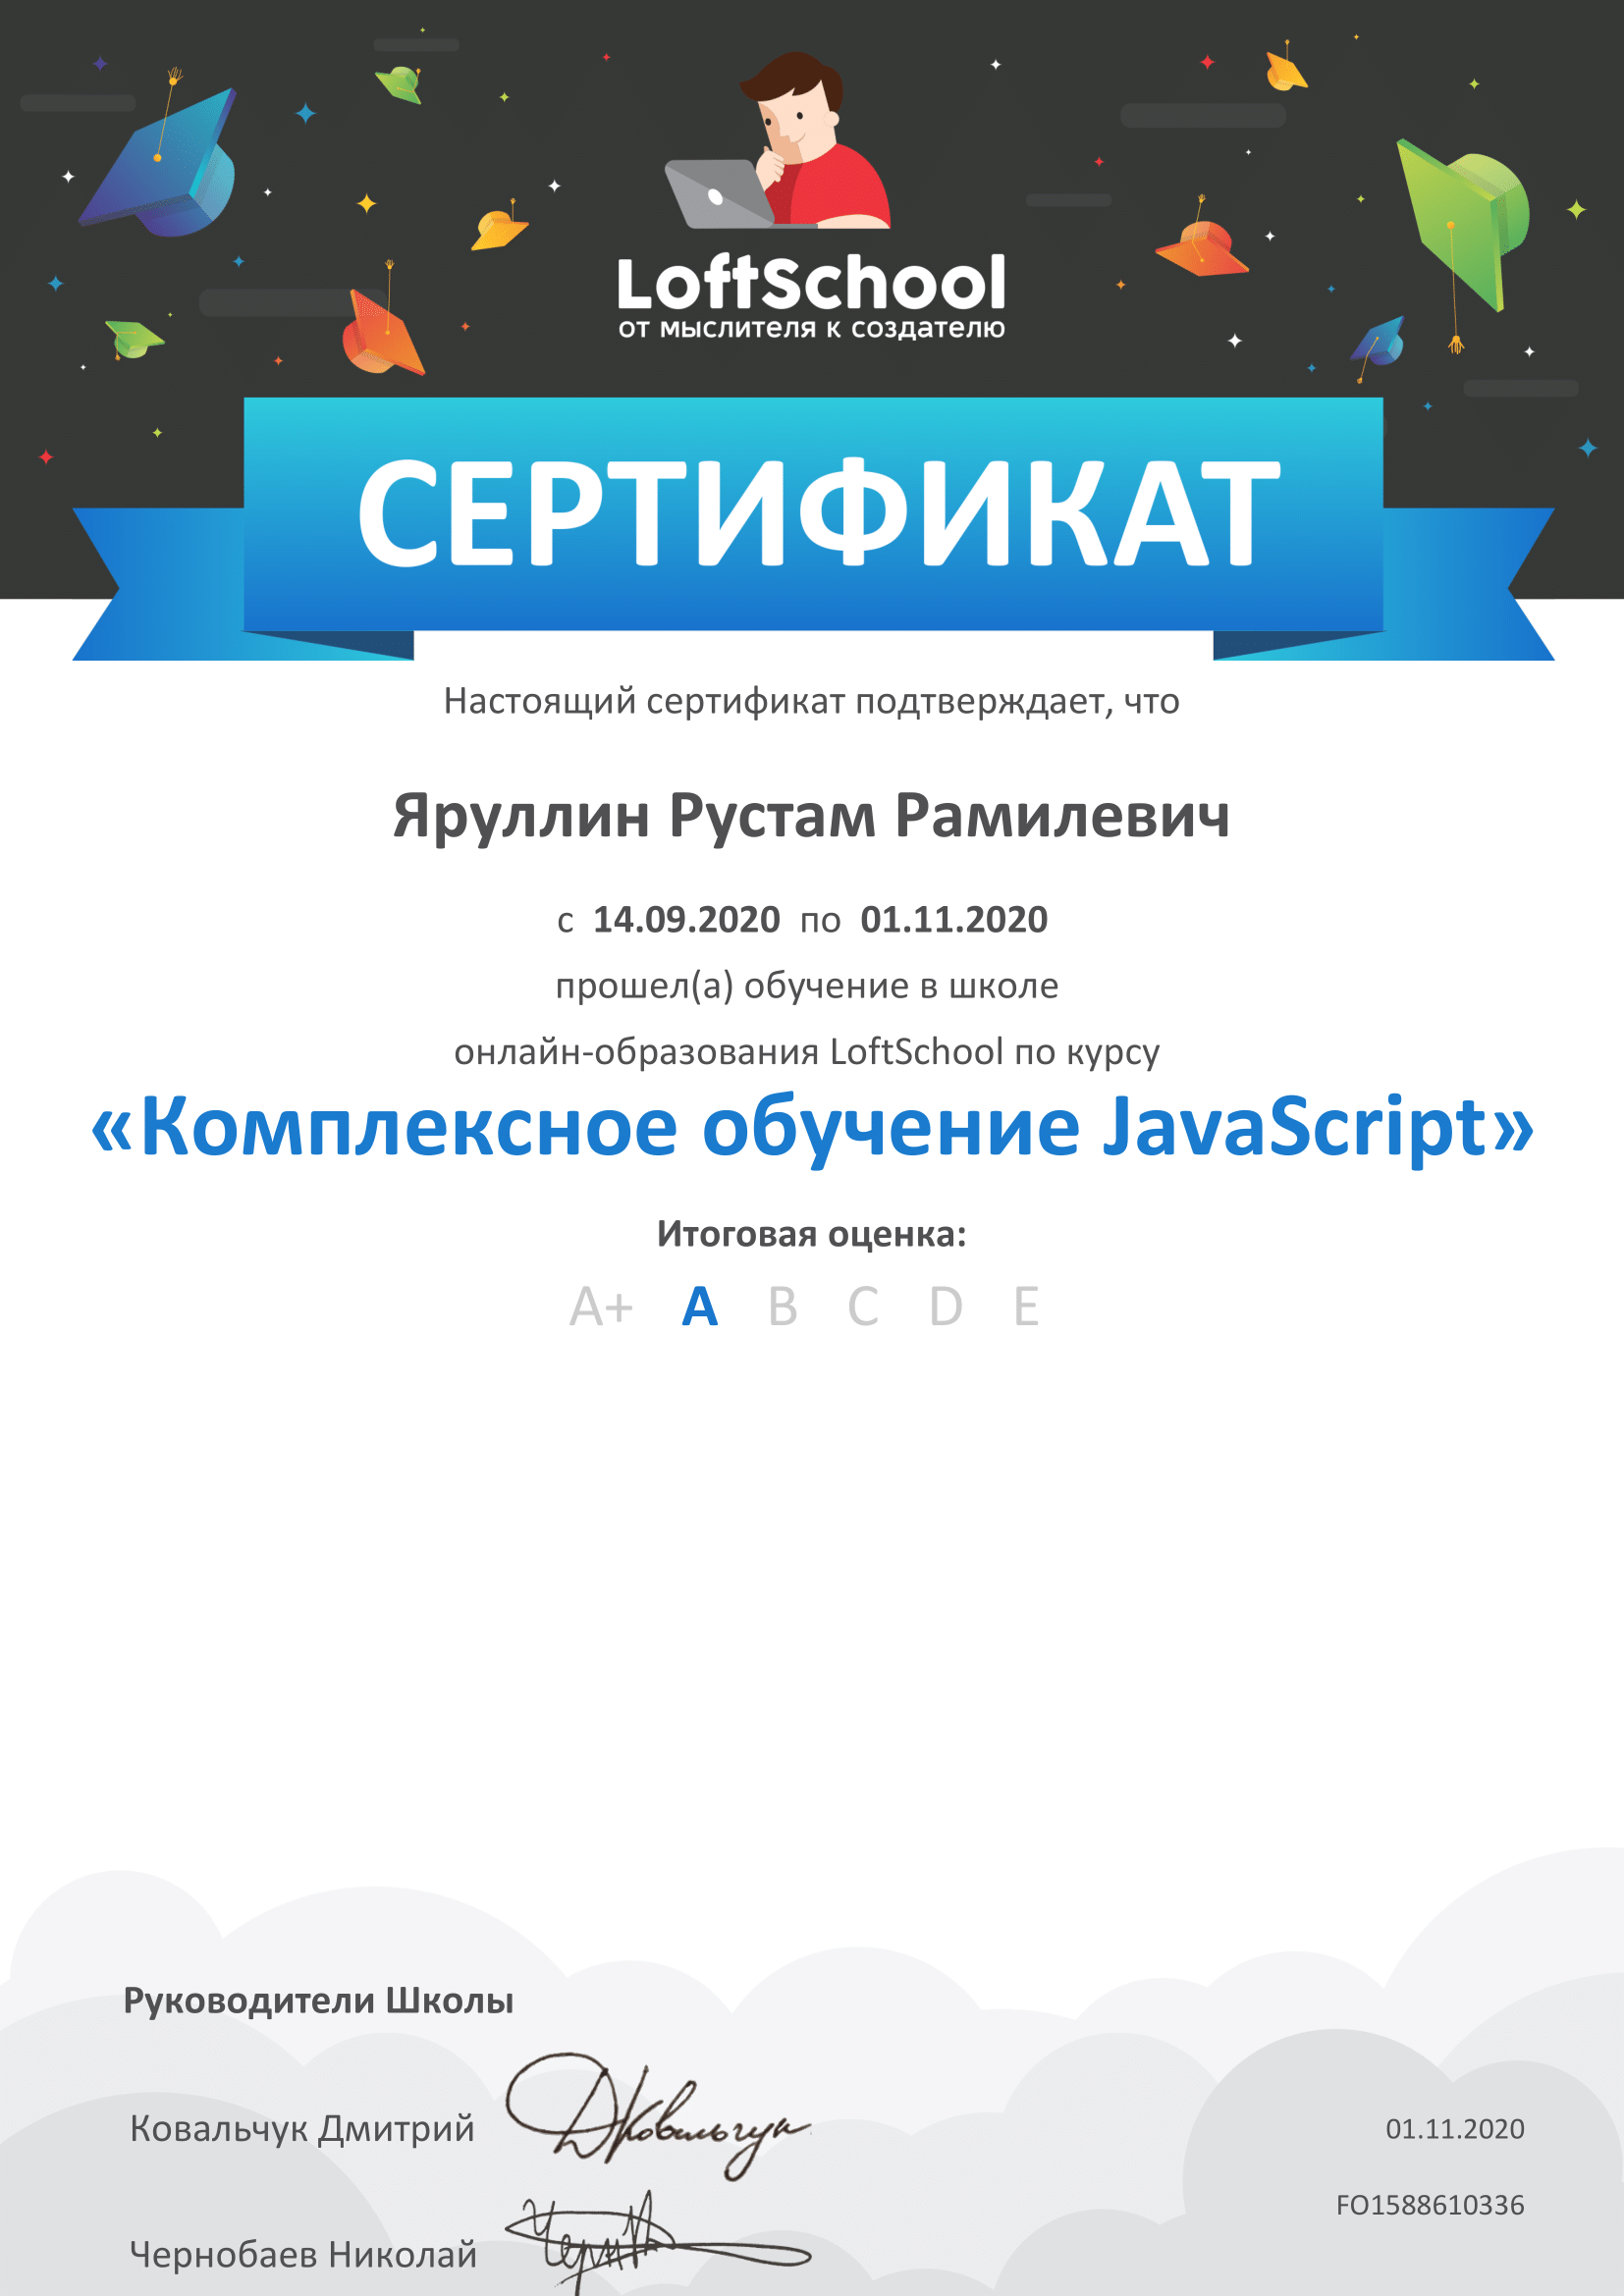 LoftSchool
от мыслителя к создателю
СЕРТИФИКАТ
Настоящий сертификат подтверждает, что
Яруллин Рустам Рамилевич
с 14.09.2020 по 01.11.2020
прошел(а) обучение в школе
онлайн-образования LoftSchool по курсу
«Комплексное обучение JavaScript»
Итоговая оценка:
A+ A B C D E
Руководители Школы
Ковальчук Дмитрий
01.11.2020
FO1588610336
Чернобаев Николай